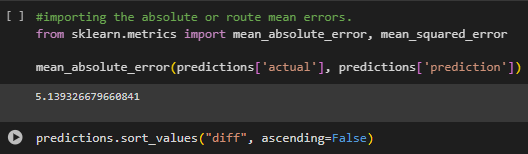 [ ] #importing the absolute or route mean errors.
from sklearn.metrics import mean_absolute_error, mean_squared_error
mean_absolute_error(predictions['actual'], predictions['prediction'])
5.139326679660841
predictions.sort_values("diff", ascending=False)